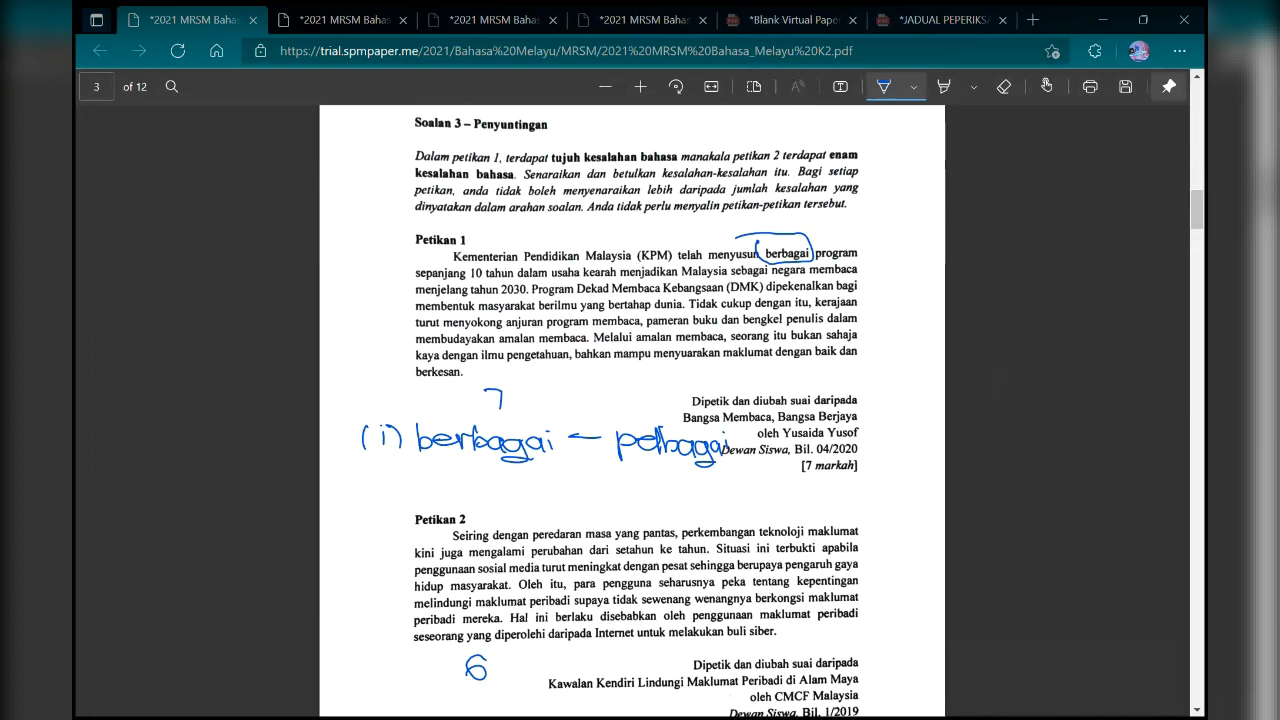 *2021 MRSM Bahas
*2021 MRSM Bahas
*2021 MRSM Bahas
*2021 MRSM Bahas
*Blank Virtual Pape
*JADUAL PEPERIKSA
https://trial.spmpaper.me/2021/Bahasa%20Melayu/MRSM/2021%20MRSM%20Bahasa_Melayu%20K2.pdf
3 of 12
Soalan 3 – Penyuntingan
Dalam petikan 1, terdapat tujuh kesalahan bahasa manakala petikan 2 terdapat enam
kesalahan bahasa. Senaraikan dan betulkan kesalahan-kesalahan itu. Bagi setiap
petikan, anda tidak boleh menyenaraikan lebih daripada jumlah kesalahan yang
dinyatakan dalam arahan soalan. Anda tidak perlu menyalin petikan-petikan tersebut.
Petikan 1
Kementerian Pendidikan Malaysia (KPM) telah menyusun berbagai program
sepanjang 10 tahun dalam usaha kearah menjadikan Malaysia sebagai negara membaca
menjelang tahun 2030. Program Dekad Membaca Kebangsaan (DMK) dipekenalkan bagi
membentuk masyarakat berilmu yang bertahap dunia. Tidak cukup dengan itu, kerajaan
turut menyokong anjuran program membaca, pameran buku dan bengkel penulis dalam
membudayakan amalan membaca. Melalui amalan membaca, seorang itu bukan sahaja
kaya dengan ilmu pengetahuan, bahkan mampu menyuarakan maklumat dengan baik dan
berkesan.
7
Dipetik dan diubah suai daripada
Bangsa Membaca, Bangsa Berjaya
oleh Yusaida Yusof
(i) berbagai – pelbagai
Dewan Siswa, Bil. 04/2020
[7 markah]
Petikan 2
Seiring dengan peredaran masa yang pantas, perkembangan teknologi maklumat
kini juga mengalami perubahan dari setahun ke tahun. Situasi ini terbukti apabila
penggunaan sosial media turut meningkat dengan pesat sehingga berupaya pengaruh gaya
hidup masyarakat. Oleh itu, para pengguna seharusnya peka tentang kepentingan
melindungi maklumat peribadi supaya tidak sewenang wenangnya berkongsi maklumat
peribadi mereka. Hal ini berlaku disebabkan oleh penggunaan maklumat peribadi
seseorang yang diperolehi daripada Internet untuk melakukan buli siber.
6
Dipetik dan diubah suai daripada
Kawalan Kendiri Lindungi Maklumat Peribadi di Alam Maya
oleh CMCF Malaysia
Dewan Siswa, Bil. 1/2019